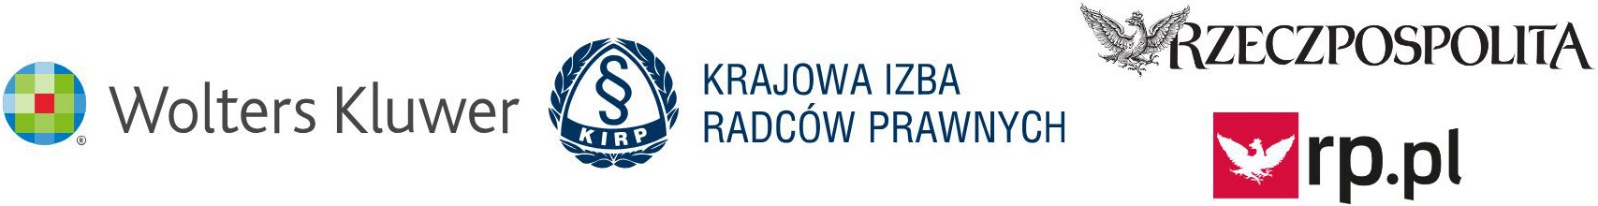 Wolters Kluwer
®
§
KIRP
KRAJOWA IZBA
RADCÓW PRAWNYCH
RZECZPOSPOLITA
rp.pl